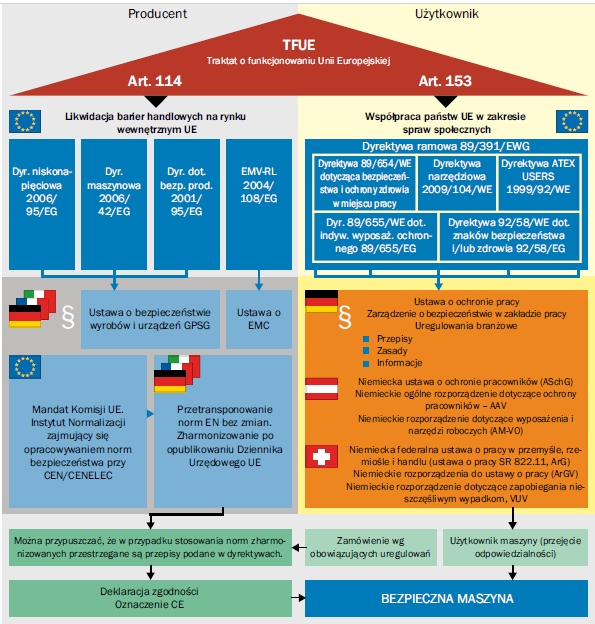 Producent
Użytkownik
TFUE
Traktat o funkcjonowaniu Unii Europejskiej
Art. 114
Art. 153
Likwidacja barier handlowych na rynku
wewnętrznym UE
Współpraca państw UE w zakresie
spraw społecznych
Dyr. niskona-
pięciowa
2006/
95/EG
Dyr.
maszynowa
2006/
42/EG
Dyr. dot.
bezp. prod.
2001/
95/EG
EMV-RL
2004/
108/EG
Dyrektywa ramowa 89/391/EWG
Dyrektywa 89/654/WE
dotycząca bezpieczeń-
stwa i ochrony zdrowia
w miejscu pracy
Dyrektywa
narzędziowa
2009/104/WE
Dyrektywa ATEX
USERS
1999/92/WE
Dyr. 89/655/WE dot.
indyw. wyposaż. ochron-
nego 89/655/EG
Dyrektywa 92/58/WE dot.
znaków bezpieczeństwa
i/lub zdrowia 92/58/EG
§
Ustawa o bezpieczeństwie
wyrobów i urządzeń GPSG
Ustawa o
EMC
§
Ustawa o ochronie pracy
Zarządzenie o bezpieczeństwie w zakładzie pracy
Uregulowania branżowe
Przepisy
Zasady
Informacje
Niemiecka ustawa o ochronie pracowników (ASchG)
Niemieckie ogólne rozporządzenie dotyczące ochrony
pracowników – AAV
Niemieckie rozporządzenie dotyczące wyposażenia i
narzędzi roboczych (AM-VO)
Niemiecka federalna ustawa o pracy w przemyśle, rze-
miośle i handlu (ustawa o pracy SR 822.11, ArG)
Niemieckie rozporządzenia do ustawy o pracy (ArGV)
Niemieckie rozporządzenie dotyczące zapobiegania nie-
szczęśliwym wypadkom, VUV
Mandat Komisji UE.
Instytut Normalizacji
zajmujący się
opracowywaniem norm
bezpieczeństwa przy
CEN/CENELEC
Przetransponowanie
norm EN bez zmian.
Zharmonizowanie po
opublikowaniu Dziennika
Urzędowego UE
Można przypuszczać, że w przypadku stosowania norm zharmo-
nizowanych przestrzegane są przepisy podane w dyrektywach.
Zamówienie wg
obowiązujących uregulowań
Użytkownik maszyny (przejęcie
odpowiedzialności)
Deklaracja zgodności
Oznaczenie CE
BEZPIECZNA MASZYNA